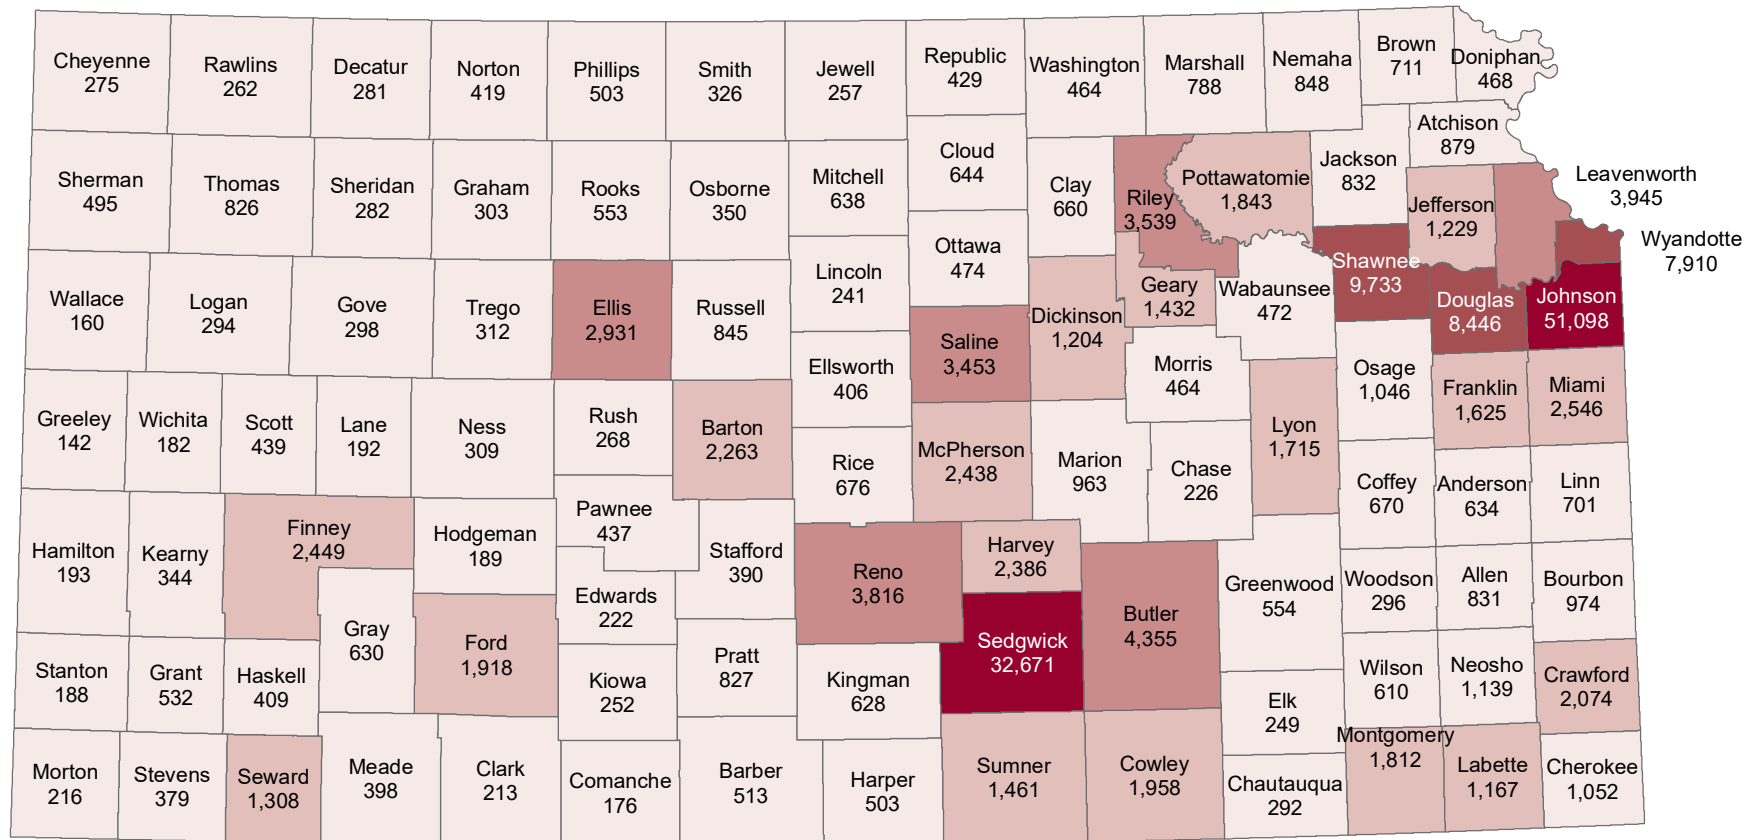 Cheyenne
275
Rawlins
262
Decatur
281
Norton
419
Phillips
503
Smith
326
Jewell
257
Republic
429
Washington
464
Marshall
788
Nemaha
848
Brown
711
Doniphan
468
Atchison
879
Sherman
495
Thomas
826
Sheridan
282
Graham
303
Rooks
553
Osborne
350
Mitchell
638
Cloud
644
Clay
660
Riley
3,539
Pottawatomie
1,843
Jackson
832
Jefferson
1,229
Leavenworth
3,945
Wyandotte
7,910
Wallace
160
Logan
294
Gove
298
Trego
312
Ellis
2,931
Russell
845
Lincoln
241
Ottawa
474
Saline
3,453
Dickinson
1,204
Geary
1,432
Wabaunsee
472
Shawnee
9,733
Douglas
8,446
Johnson
51,098
Greeley
142
Wichita
182
Scott
439
Lane
192
Ness
309
Rush
268
Barton
2,263
Ellsworth
406
Rice
676
McPherson
2,438
Marion
963
Morris
464
Chase
226
Lyon
1,715
Osage
1,046
Franklin
1,625
Miami
2,546
Coffey
670
Anderson
634
Linn
701
Hamilton
193
Kearny
344
Finney
2,449
Hodgeman
189
Pawnee
437
Stafford
390
Edwards
222
Gray
630
Ford
1,918
Reno
3,816
Harvey
2,386
Sedgwick
32,671
Butler
4,355
Greenwood
554
Woodson
296
Allen
831
Bourbon
974
Stanton
188
Grant
532
Haskell
409
Kiowa
252
Pratt
827
Kingman
628
Elk
249
Wilson
610
Neosho
1,139
Crawford
2,074
Morton
216
Stevens
379
Seward
1,308
Meade
398
Clark
213
Comanche
176
Barber
513
Harper
503
Sumner
1,461
Cowley
1,958
Chautauqua
292
Montgomery
1,812
Labette
1,167
Cherokee
1,052